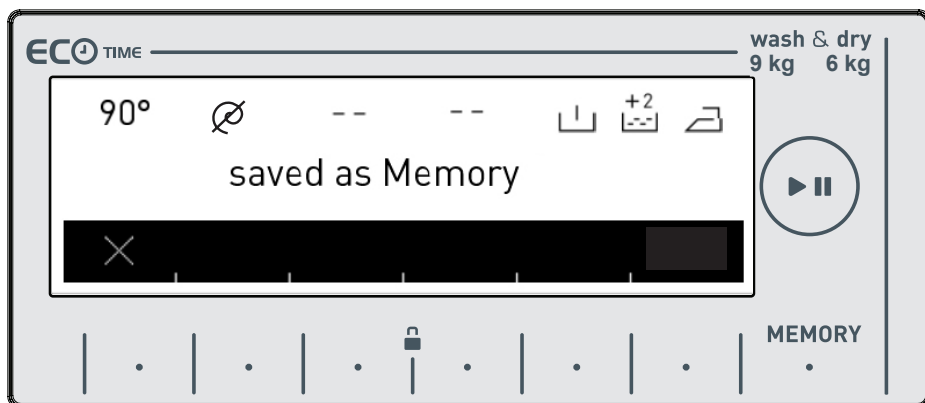 ECO TIME
wash & dry
9 kg 6 kg
90° -- --
+2
saved as Memory
MEMORY